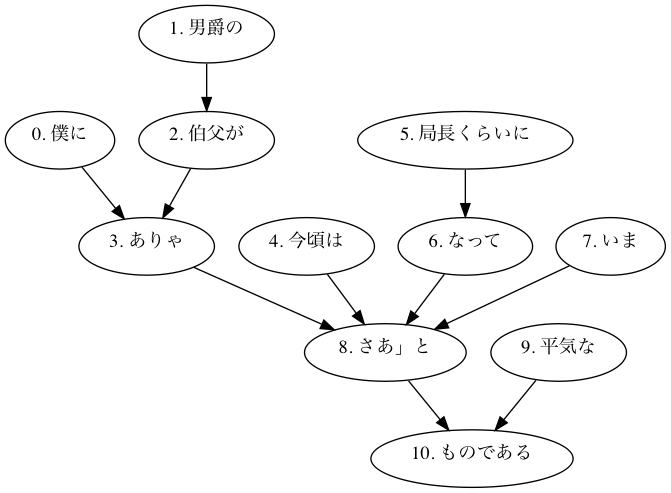 1. 男爵の
0. 僕に
2. 伯父が
5. 局長くらいに
3. ありゃ
4. 今頃は
6. なって
7. いま
8. さあ」と
9. 平気な
10. ものである